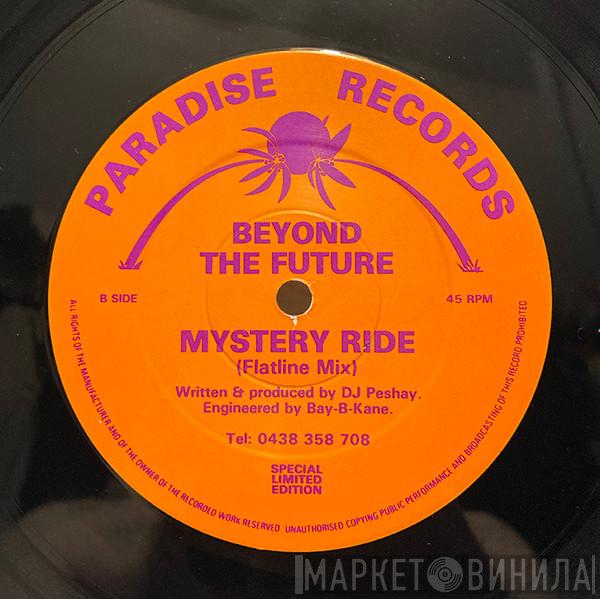 PARADISE RECORDS
BEYOND
THE FUTURE
B SIDE
45 RPM
MYSTERY RIDE
(Flatline Mix)
Written & produced by DJ Peshay.
Engineered by Bay-B-Kane.
Tel: 0438 358 708
SPECIAL
LIMITED
EDITION
ALL RIGHTS OF THE MANUFACTURER AND OF THE OWNER OF THE RECORDED WORK RESERVED UNAUTHORISED COPYING PUBLIC PERFORMANCE AND BROADCASTING OF THIS RECORD PROHIBITED
МАРКЕТ ВИНИЛА